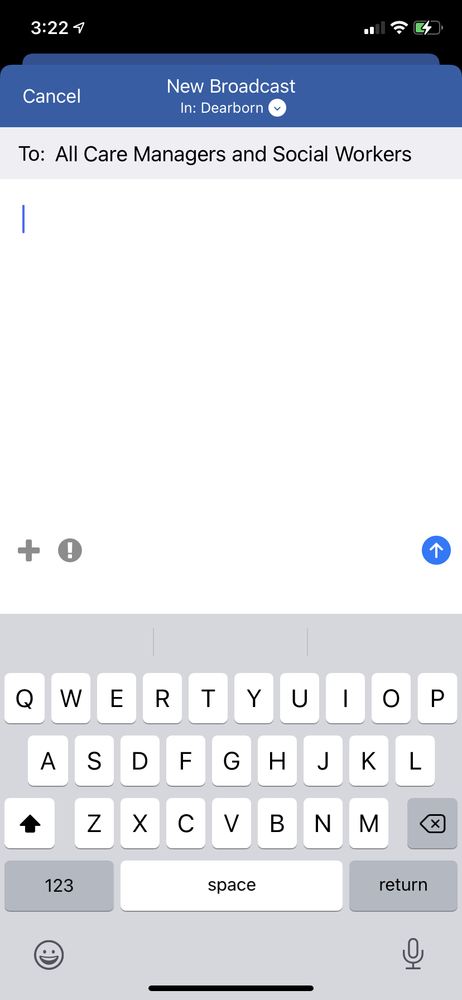 3:22
Cancel
New Broadcast
In: Dearborn
To: All Care Managers and Social Workers
Q W E R T Y U I O P
A S D F G H J K L
Z X C V B N M
123 space return